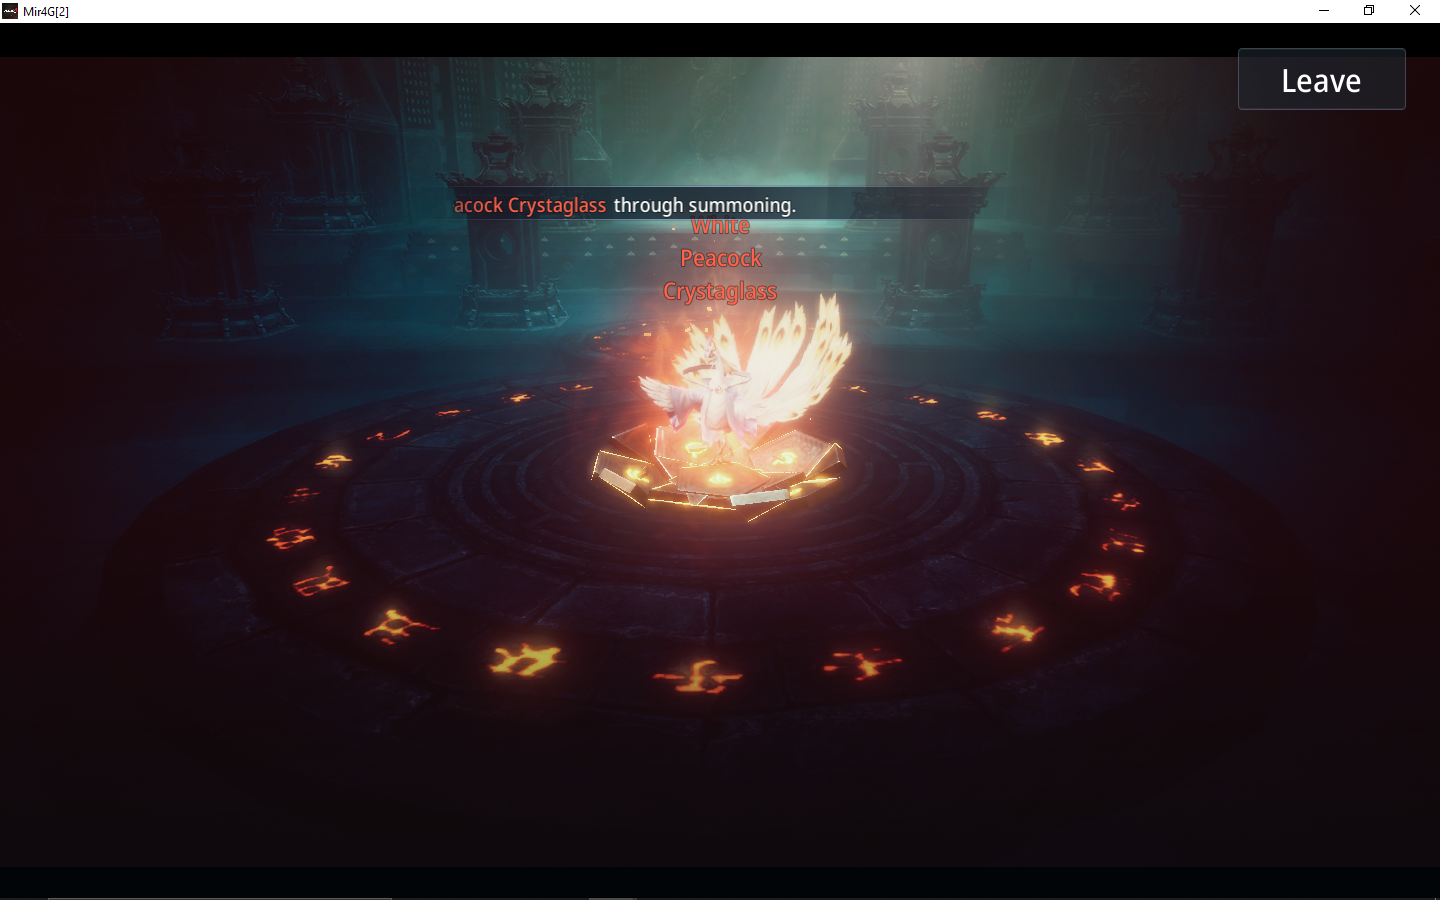 Mir4G[2]
Leave
acock Crystaglass through summoning.
White
Peacock
Crystaglass